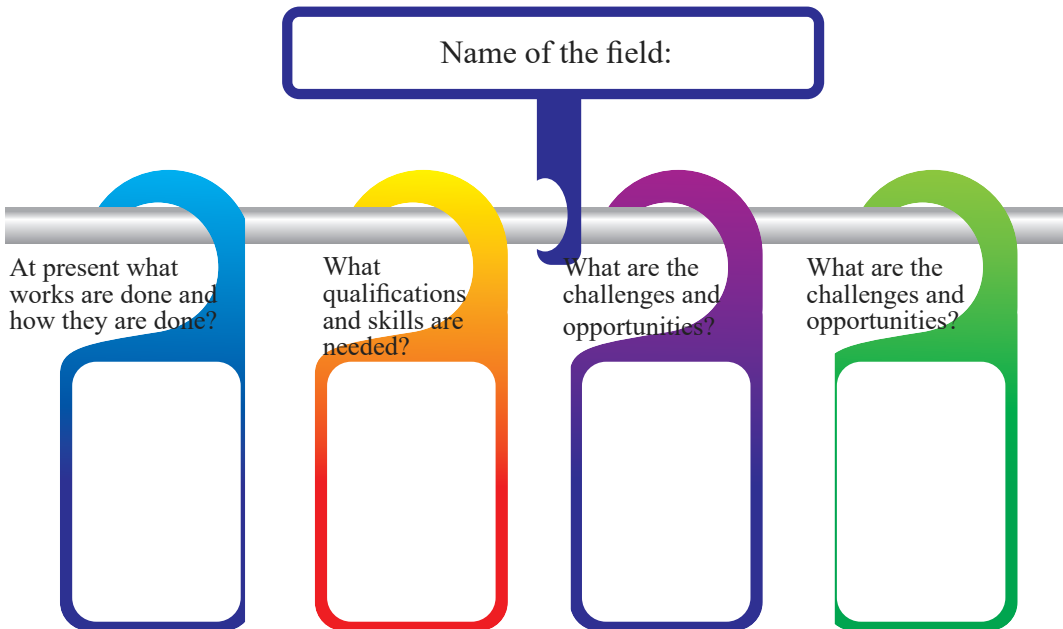 Name of the field:
At present what
works are done and
how they are done?
What
qualifications
and skills are
needed?
What are the
challenges and
opportunities?
What are the
challenges and
opportunities?